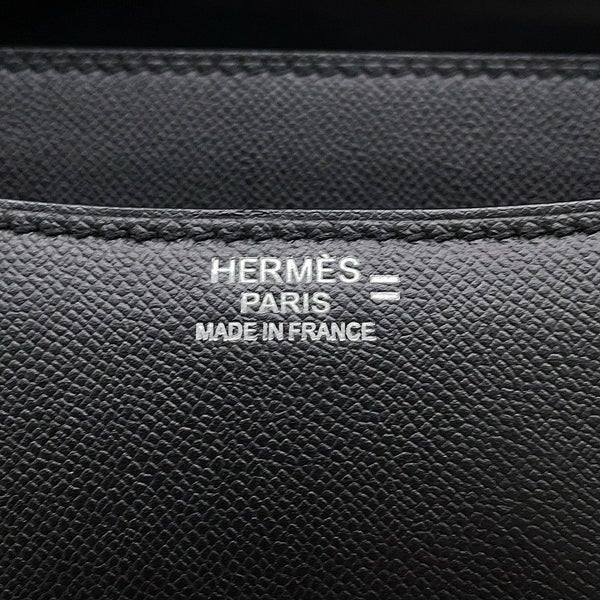 HERMÈS =
PARIS
MADE IN FRANCE